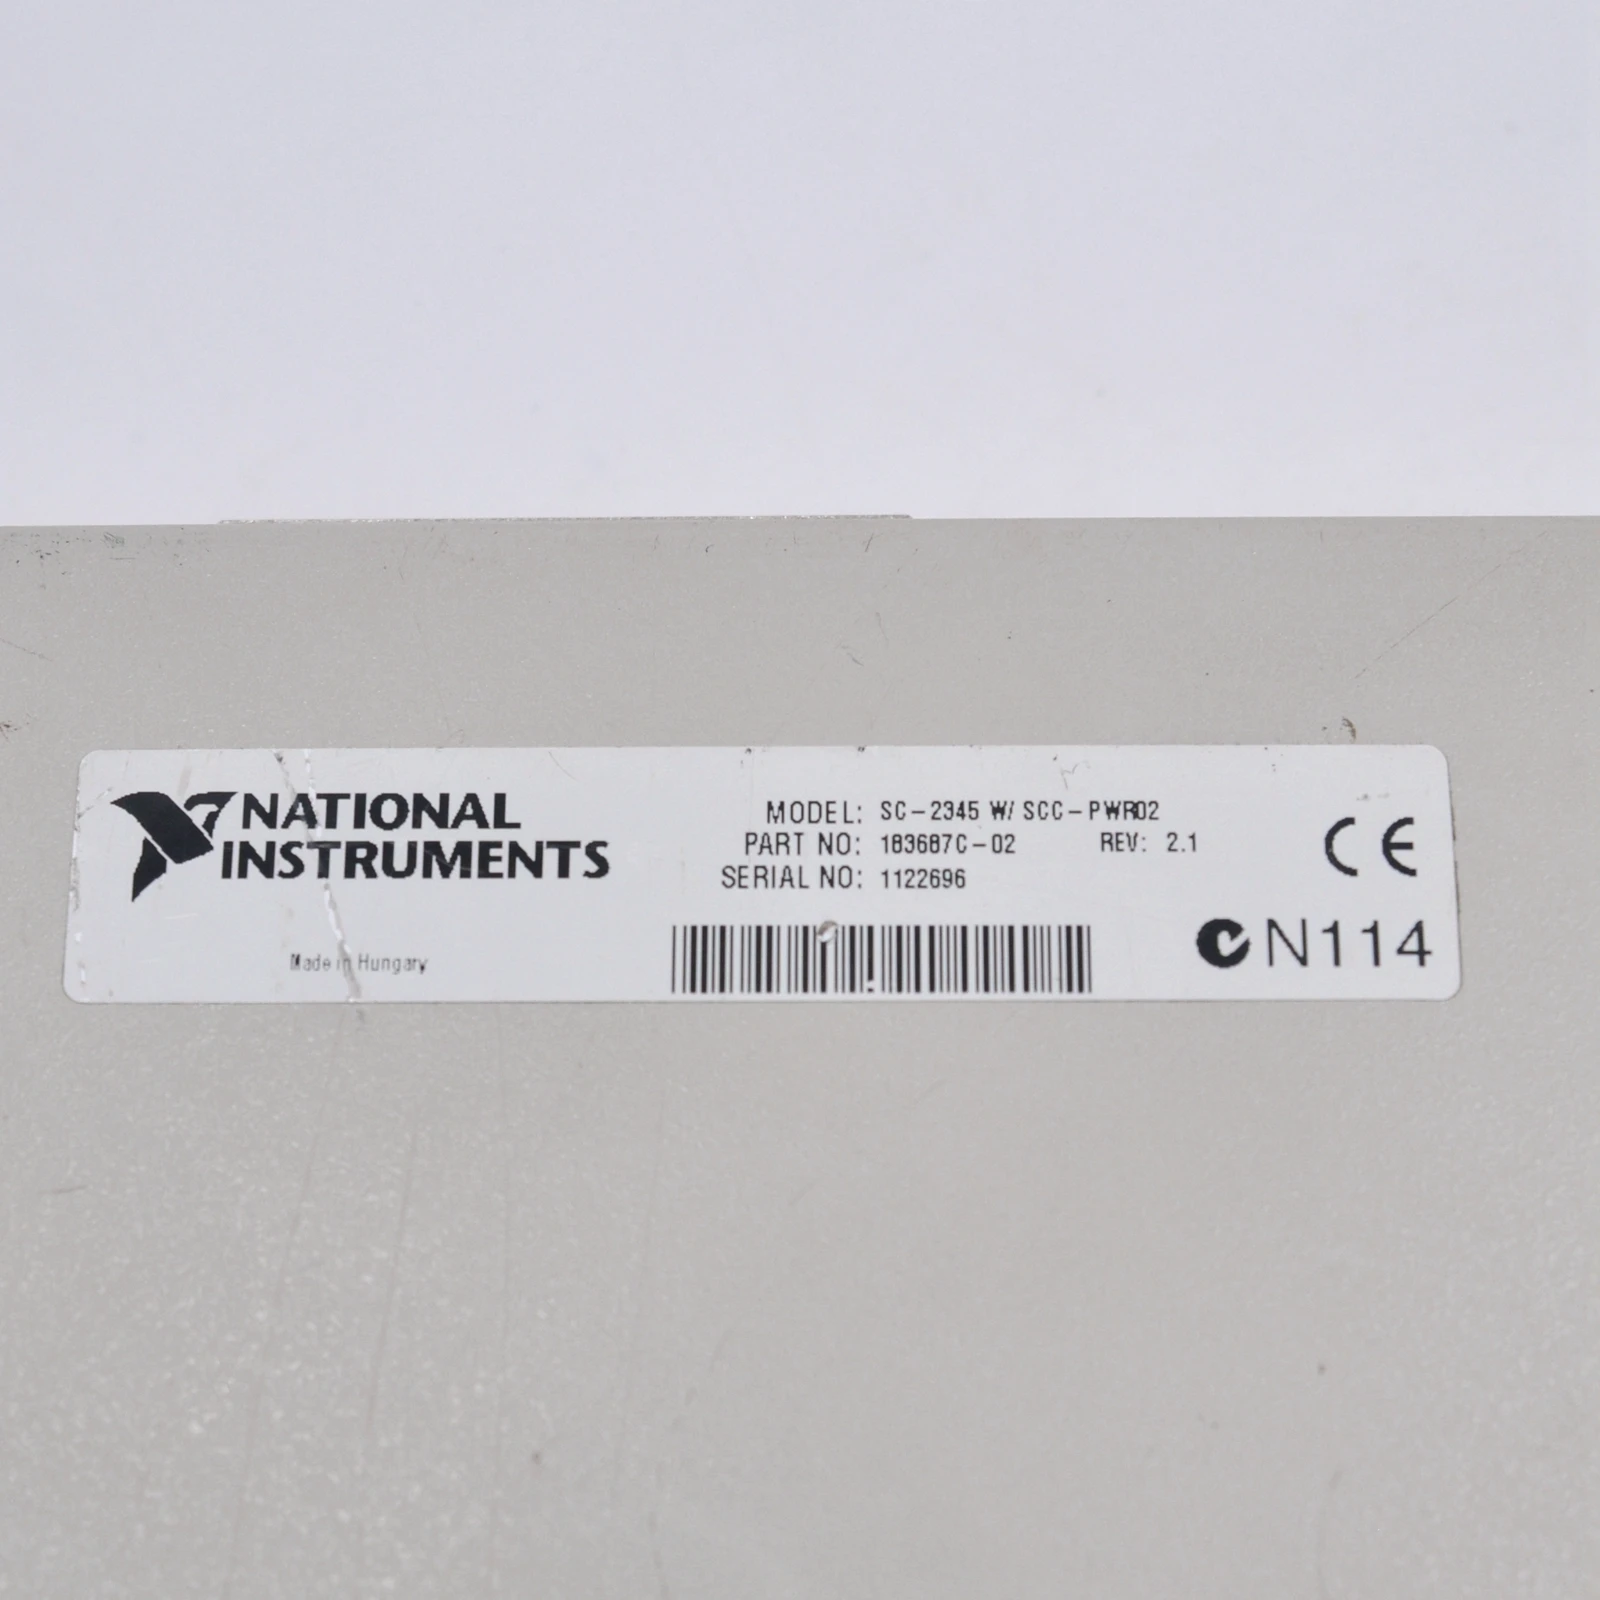 NATIONAL
INSTRUMENTS
Made in Hungary
MODEL: SC-2345 W/ SCC-PWR02
PART NO: 183687C-02 REV: 2.1
SERIAL NO: 1122696
CE
N114